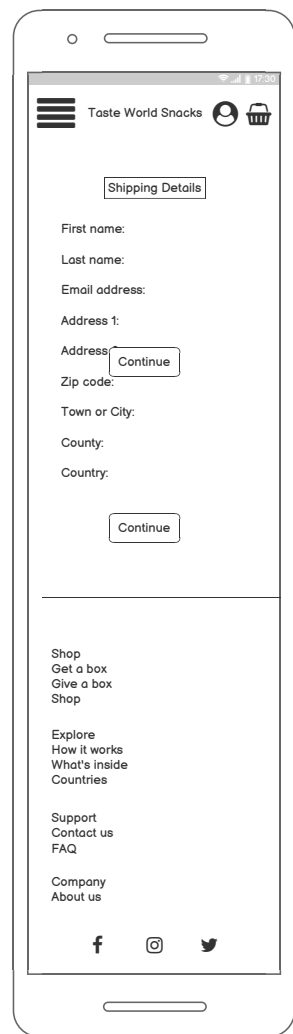 17:30
Taste World Snacks
Shipping Details
First name:
Last name:
Email address:
Address 1:
Address
Continue
Zip code:
Town or City:
County:
Country:
Continue
Shop
Get a box
Give a box
Shop
Explore
How it works
What's inside
Countries
Support
Contact us
FAQ
Company
About us